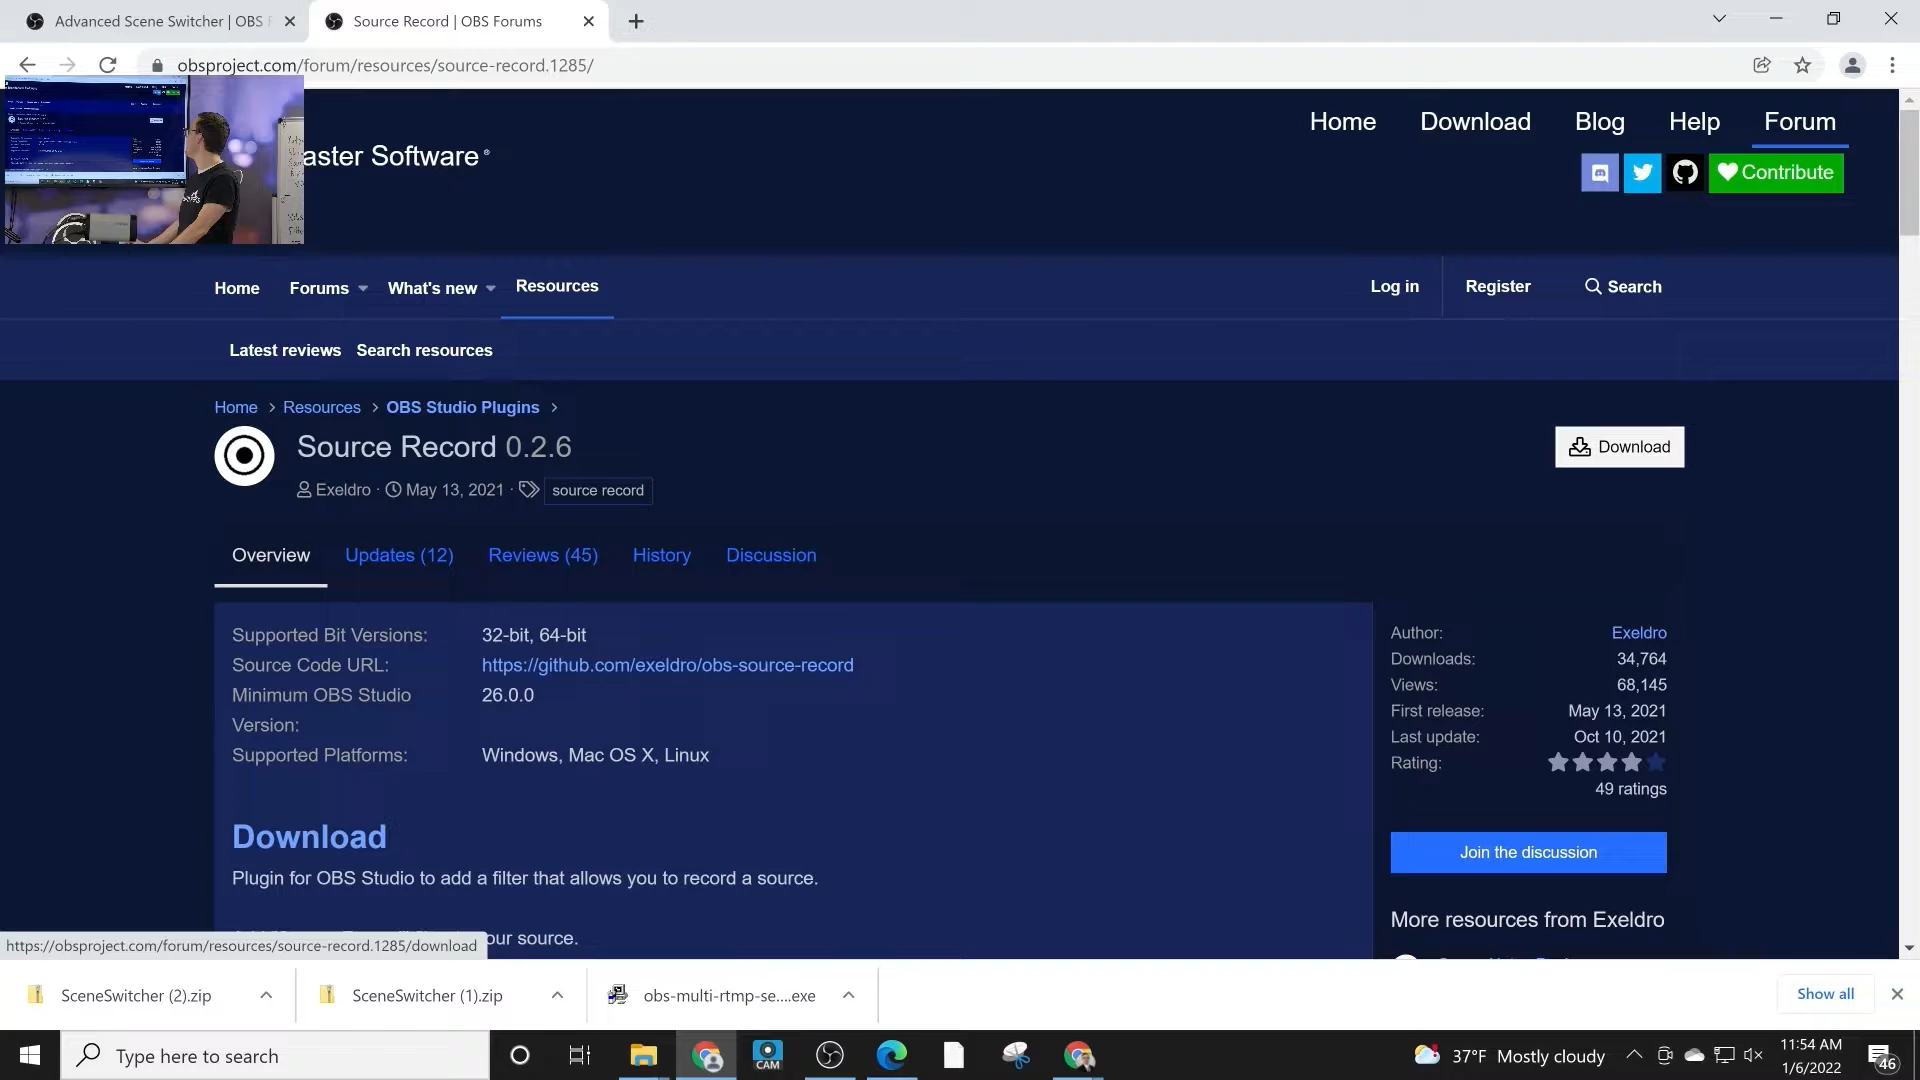 Advanced Scene Switcher | OBS F
Source Record | OBS Forums
obsproject.com/forum/resources/source-record.1285/
aster Software
Home Download Blog Help Forum
Contribute
Home Forums What's new Resources Log in Register Search
Latest reviews Search resources
Home > Resources > OBS Studio Plugins >
Source Record 0.2.6
Download
Exeldro · May 13, 2021 · source record
Overview Updates (12) Reviews (45) History Discussion
Supported Bit Versions: 32-bit, 64-bit
Source Code URL: https://github.com/exeldro/obs-source-record
Minimum OBS Studio 26.0.0
Version:
Supported Platforms: Windows, Mac OS X, Linux
Download
Plugin for OBS Studio to add a filter that allows you to record a source.
our source.
Author: Exeldro
Downloads: 34,764
Views: 68,145
First release: May 13, 2021
Last update: Oct 10, 2021
Rating:
49 ratings
Join the discussion
More resources from Exeldro
https://obsproject.com/forum/resources/source-record.1285/download
SceneSwitcher (2).zip
SceneSwitcher (1).zip
obs-multi-rtmp-se....exe
Show all
Type here to search
CAM
37°F Mostly cloudy
11:54 AM
1/6/2022
46